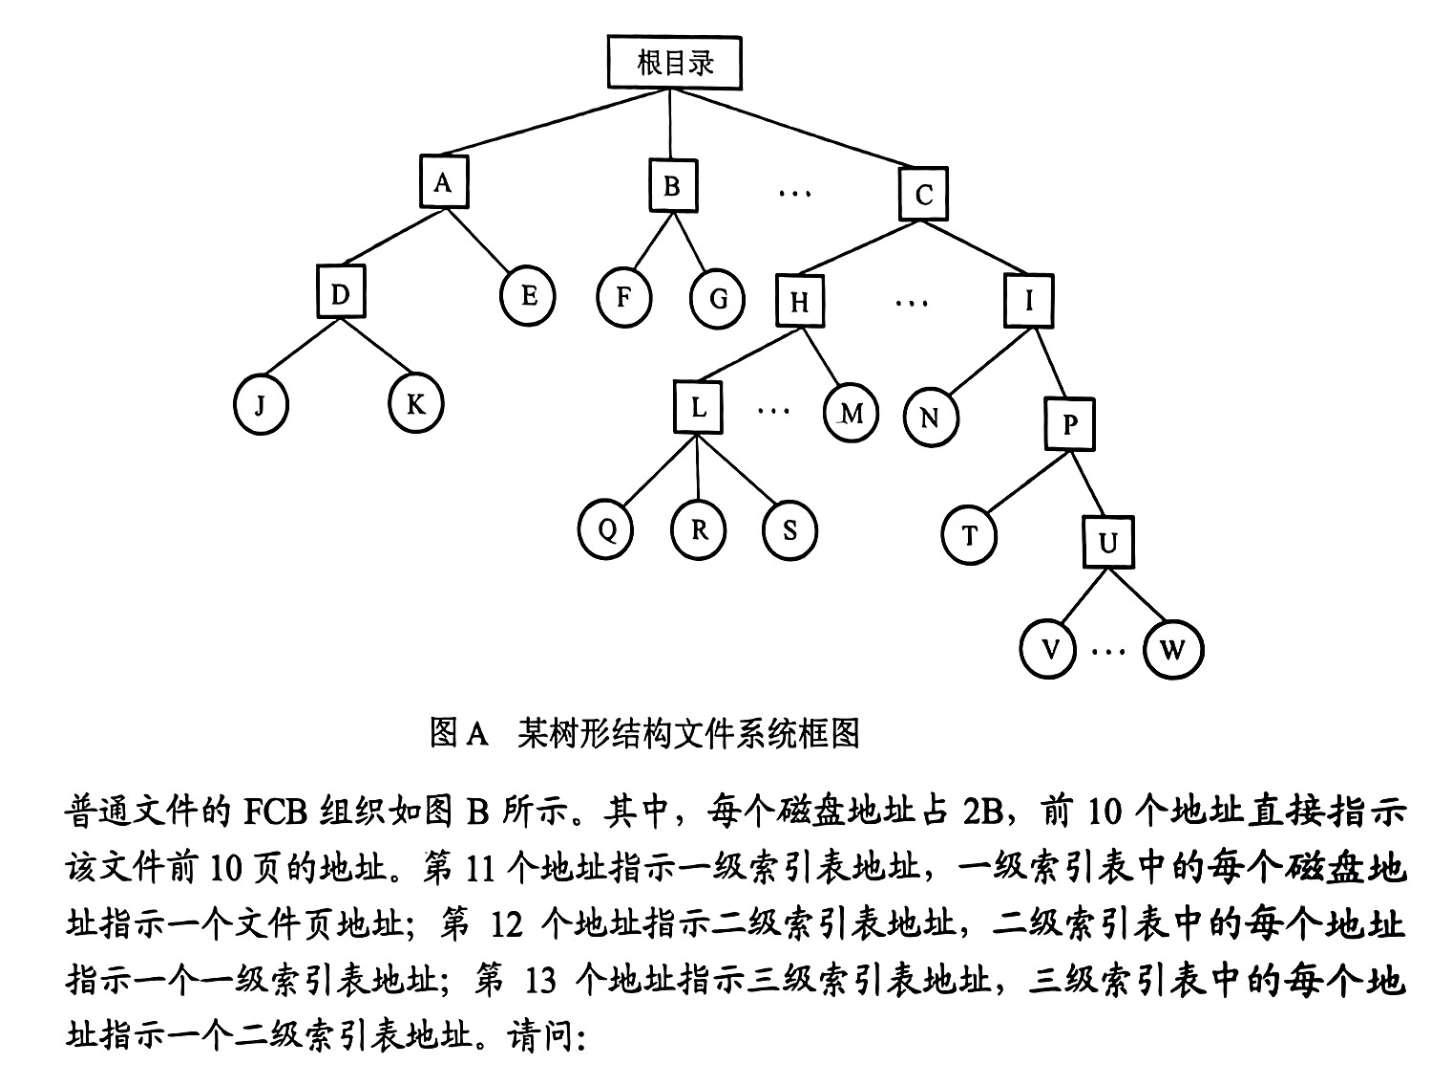 根目录
A B … C
D E F G H … I
J K L … M N P
Q R S T U
V … W
图 A 某树形结构文件系统框图
普通文件的 FCB 组织如图 B 所示。其中，每个磁盘地址占 2B，前 10 个地址直接指示
该文件前 10 页的地址。第 11 个地址指示一级索引表地址，一级索引表中的每个磁盘地
址指示一个文件页地址；第 12 个地址指示二级索引表地址，二级索引表中的每个地址
指示一个一级索引表地址；第 13 个地址指示三级索引表地址，三级索引表中的每个地
址指示一个二级索引表地址。请问：